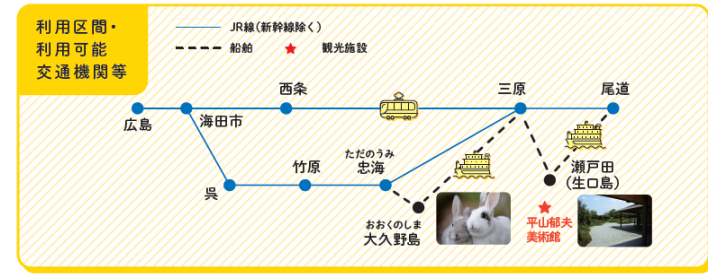 利用区間・
利用可能
交通機関等
JR線(新幹線除く)
船舶
観光施設
西条
三原
尾道
広島
海田市
ただのうみ
竹原
忠海
呉
瀬戸田
(生口島)
おおくのしま
大久野島
平山郁夫
美術館